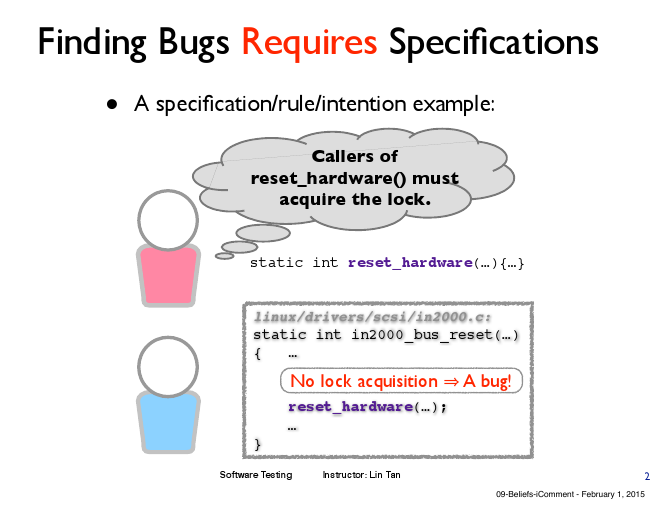 Finding Bugs Requires Specifications
● A specification/rule/intention example:
Callers of
reset_hardware() must
acquire the lock.
static int reset_hardware(…){…}
linux/drivers/scsi/in2000.c:
static int in2000_bus_reset(…)
{ …
No lock acquisition ⇒ A bug!
reset_hardware(…);
…
}
Software Testing Instructor: Lin Tan
2
09-Beliefs-iComment - February 1, 2015